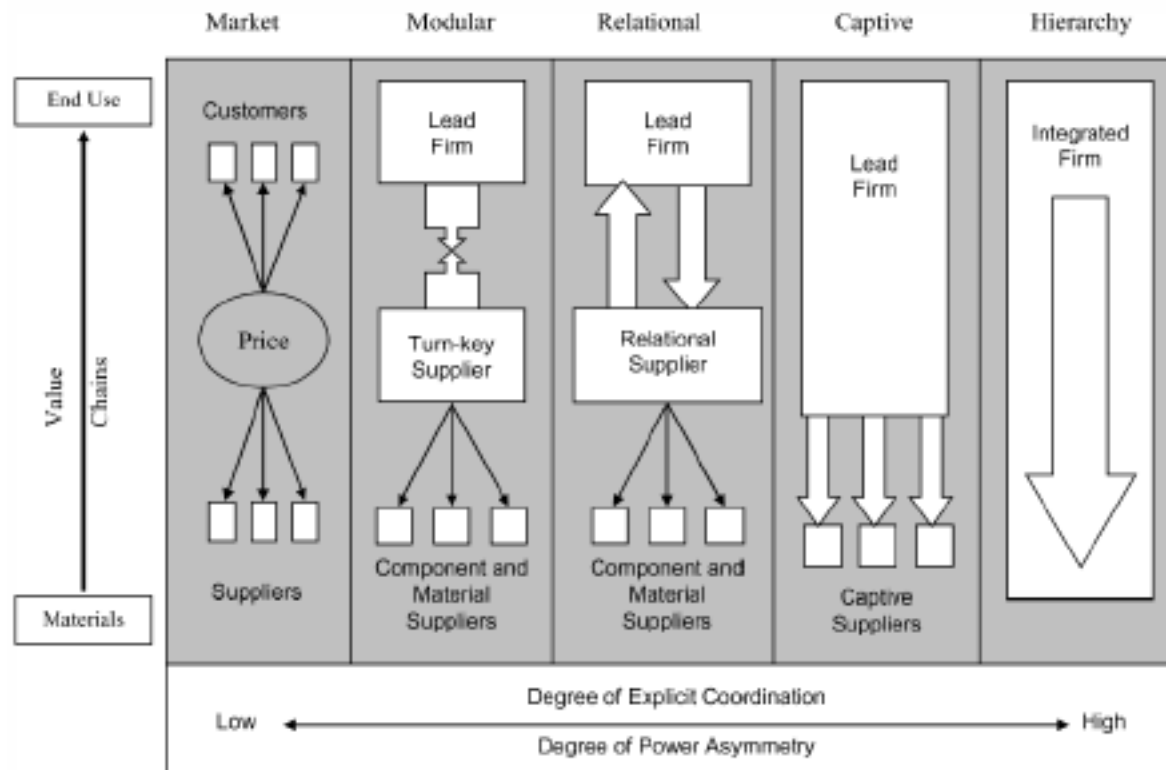 Market
Modular
Relational
Captive
Hierarchy
End Use
Value
Chains
Materials
Customers
Price
Suppliers
Lead
Firm
Turn-key
Supplier
Component and
Material
Suppliers
Lead
Firm
Relational
Supplier
Component and
Material
Suppliers
Lead
Firm
Captive
Suppliers
Integrated
Firm
Degree of Explicit Coordination
Low
High
Degree of Power Asymmetry